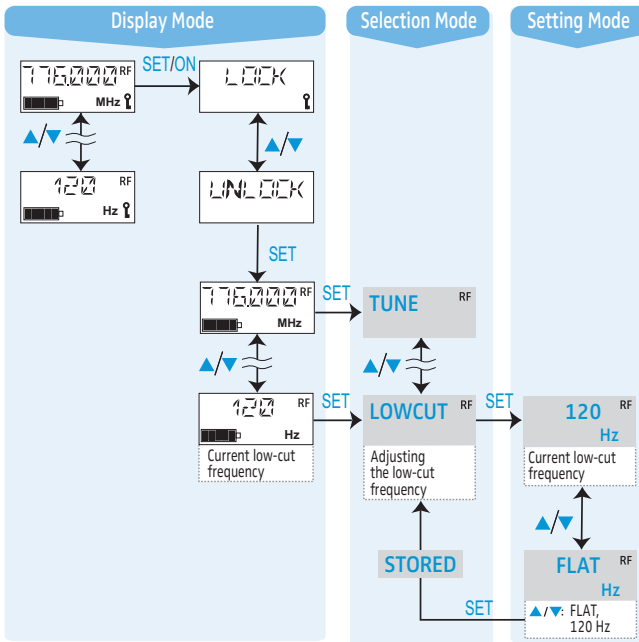 Display Mode
Selection Mode
Setting Mode
776.000 RF
MHz
SET/ON
LOCK
▲/▼
▲/▼
120 RF
Hz
UNLOCK
SET
776.000 RF
MHz
SET
TUNE RF
▲/▼
▲/▼
120 RF
Hz
Current low-cut
frequency
SET
LOWCUT RF
Adjusting
the low-cut
frequency
SET
120 RF
Hz
Current low-cut
frequency
▲/▼
STORED
FLAT RF
Hz
SET
▲/▼: FLAT,
120 Hz